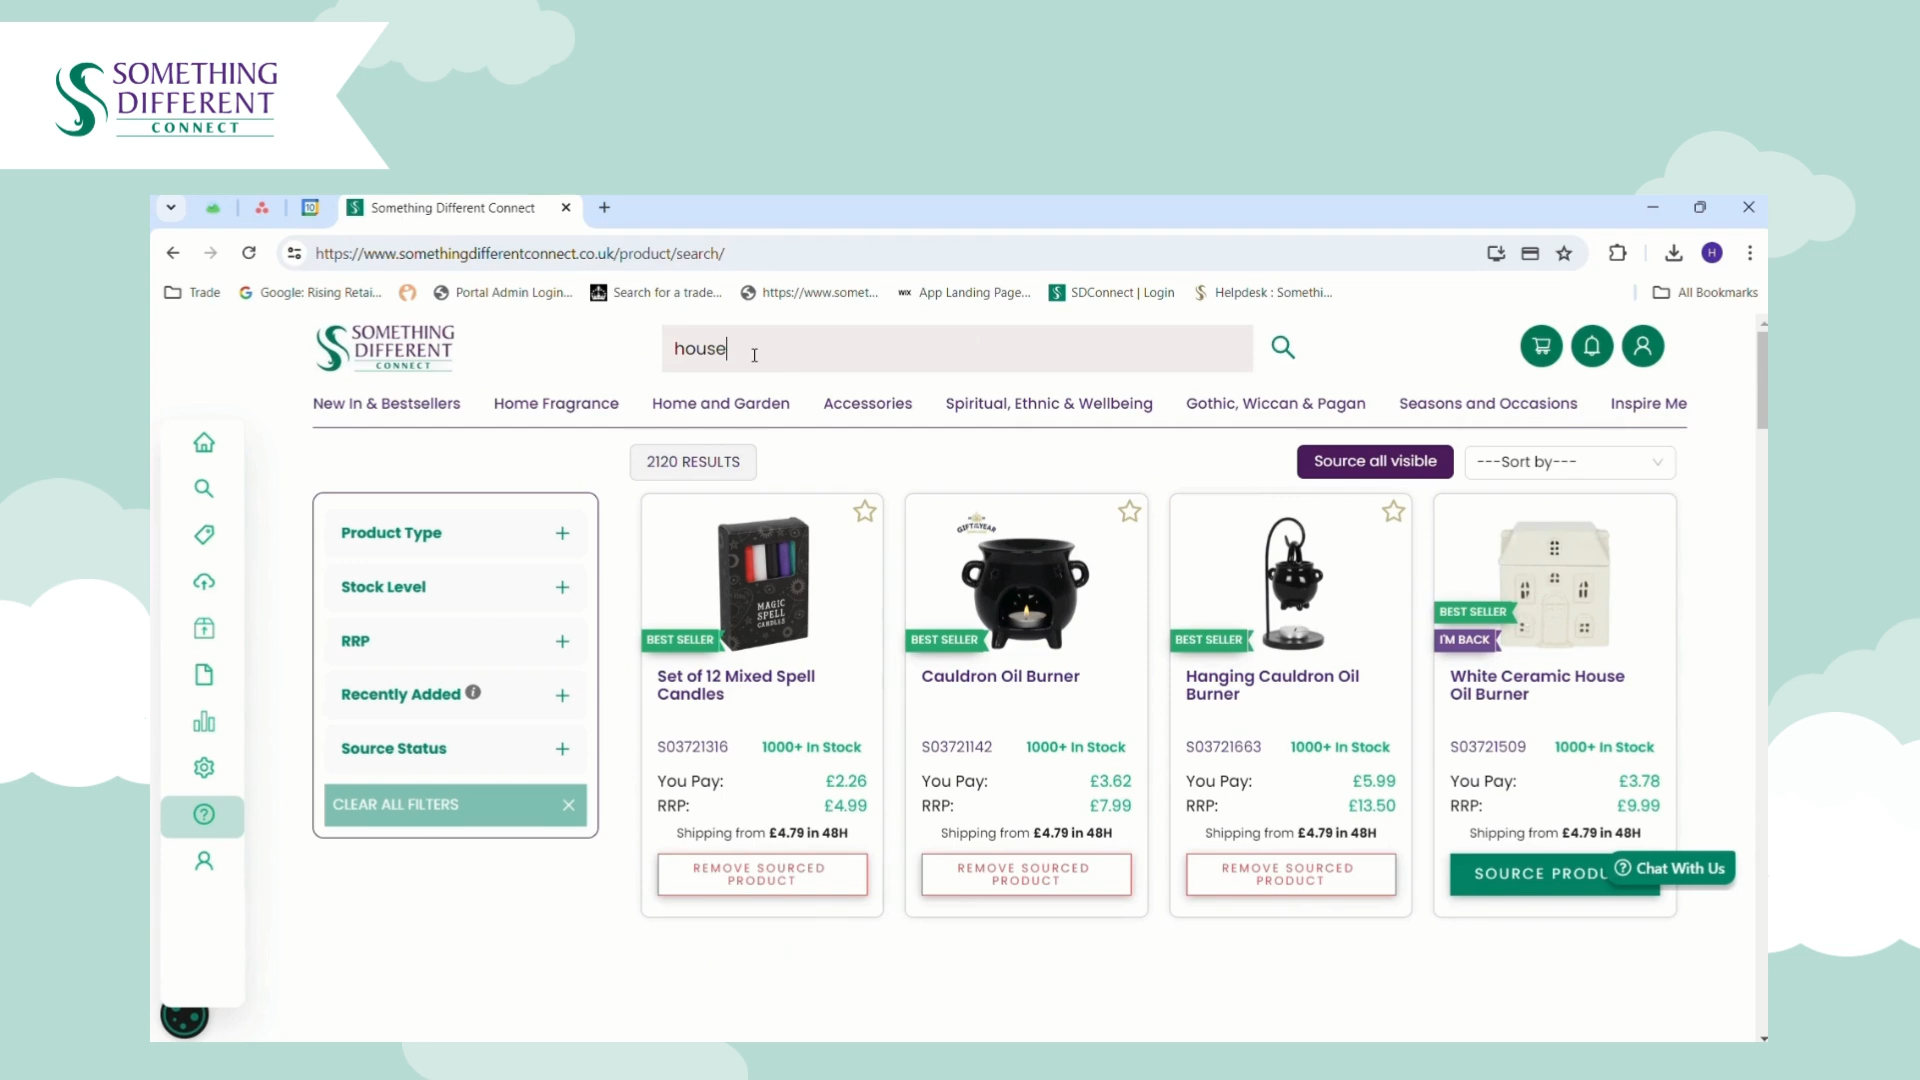 SOMETHING
DIFFERENT
CONNECT
10
Something Different Connect
https://www.somethingdifferentconnect.co.uk/product/search/
H
Trade
Google: Rising Retai...
Portal Admin Login...
Search for a trade...
https://www.somet...
WiX App Landing Page...
SDConnect | Login
Helpdesk : Somethi...
All Bookmarks
SOMETHING
DIFFERENT
CONNECT
house
New In & Bestsellers
Home Fragrance
Home and Garden
Accessories
Spiritual, Ethnic & Wellbeing
Gothic, Wiccan & Pagan
Seasons and Occasions
Inspire Me
2120 RESULTS
Source all visible
---Sort by---
Product Type
Stock Level
RRP
Recently Added
Source Status
CLEAR ALL FILTERS
MAGIC
SPELL
CANDLES
BEST SELLER
Set of 12 Mixed Spell
Candles
S03721316 1000+ In Stock
You Pay: £2.26
RRP: £4.99
Shipping from £4.79 in 48H
REMOVE SOURCED
PRODUCT
GIFT OF THE YEAR
BEST SELLER
Cauldron Oil Burner
S03721142 1000+ In Stock
You Pay: £3.62
RRP: £7.99
Shipping from £4.79 in 48H
REMOVE SOURCED
PRODUCT
BEST SELLER
Hanging Cauldron Oil
Burner
S03721663 1000+ In Stock
You Pay: £5.99
RRP: £13.50
Shipping from £4.79 in 48H
REMOVE SOURCED
PRODUCT
BEST SELLER
I'M BACK
White Ceramic House
Oil Burner
S03721509 1000+ In Stock
You Pay: £3.78
RRP: £9.99
Shipping from £4.79 in 48H
SOURCE PRODU
Chat With Us